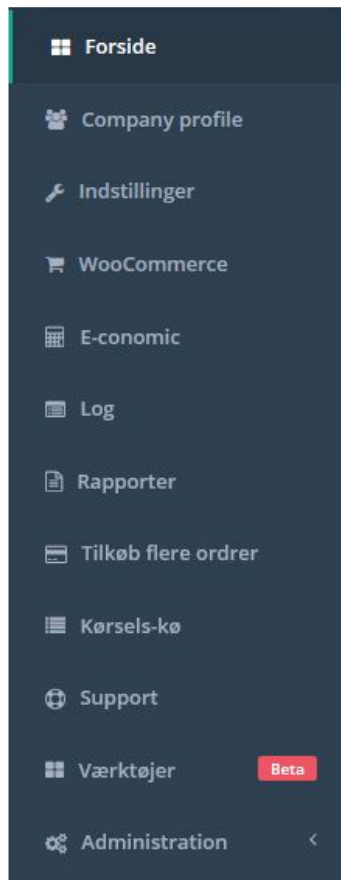 Forside
Company profile
Indstillinger
WooCommerce
E-conomic
Log
Rapporter
Tilkøb flere ordrer
Kørsels-kø
Support
Værktøjer Beta
Administration